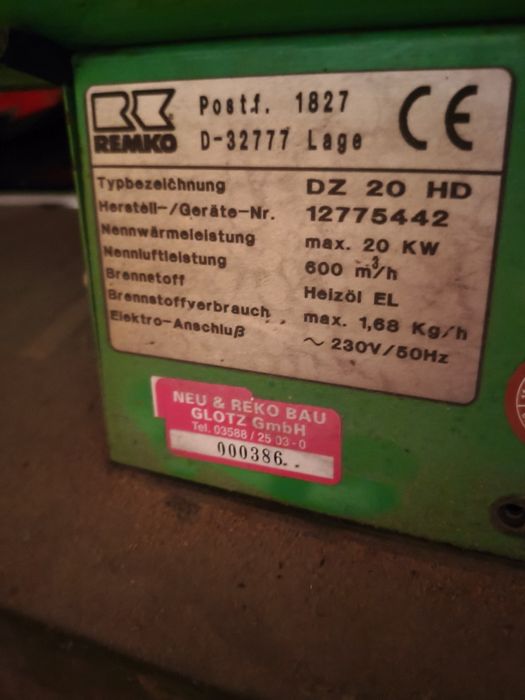 REMKO
Postf. 1827
D-32777 Lage
CE
Typbezeichnung DZ 20 HD
Herstell-/Geräte-Nr. 12775442
Nennwärmeleistung max. 20 KW
Nennluftleistung 600 m³/h
Brennstoff Heizöl EL
Brennstoffverbrauch max. 1,68 Kg/h
Elektro-Anschluß ~ 230V/50Hz
NEU & REKO BAU
GLOTZ GmbH
Tel. 03588 / 25 03 - 0
000386